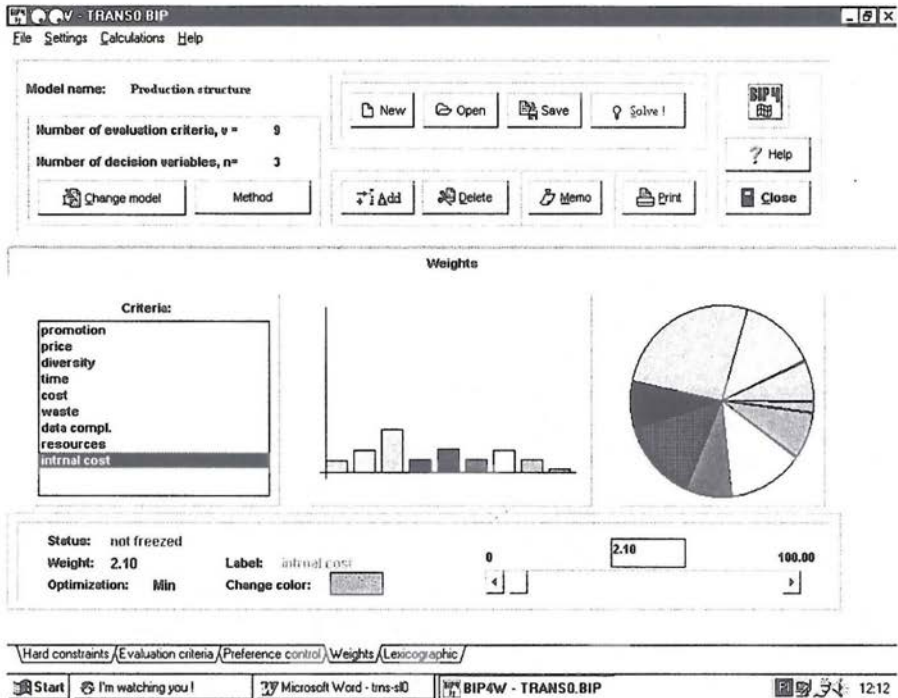 - TRANS0.BIP
File Settings Calculations Help
Model name: Production structure
Number of evaluation criteria, v = 9
Number of decision variables, n= 3
Change model Method
New Open Save Solve !
Add Delete Memo Print
BIP4
Help
Close
Weights
Criteria:
promotion
price
diversity
time
cost
waste
data compl.
resources
intrnal cost
Status: not freezed
Weight: 2.10 Label: intrnal cost
Optimization: Min Change color:
0 2.10 100.00
Hard constraints Evaluation criteria Preference control Weights Lexicographic
Start I'm watching you ! Microsoft Word - trns-sl0 BIP4W - TRANS0.BIP 12:12